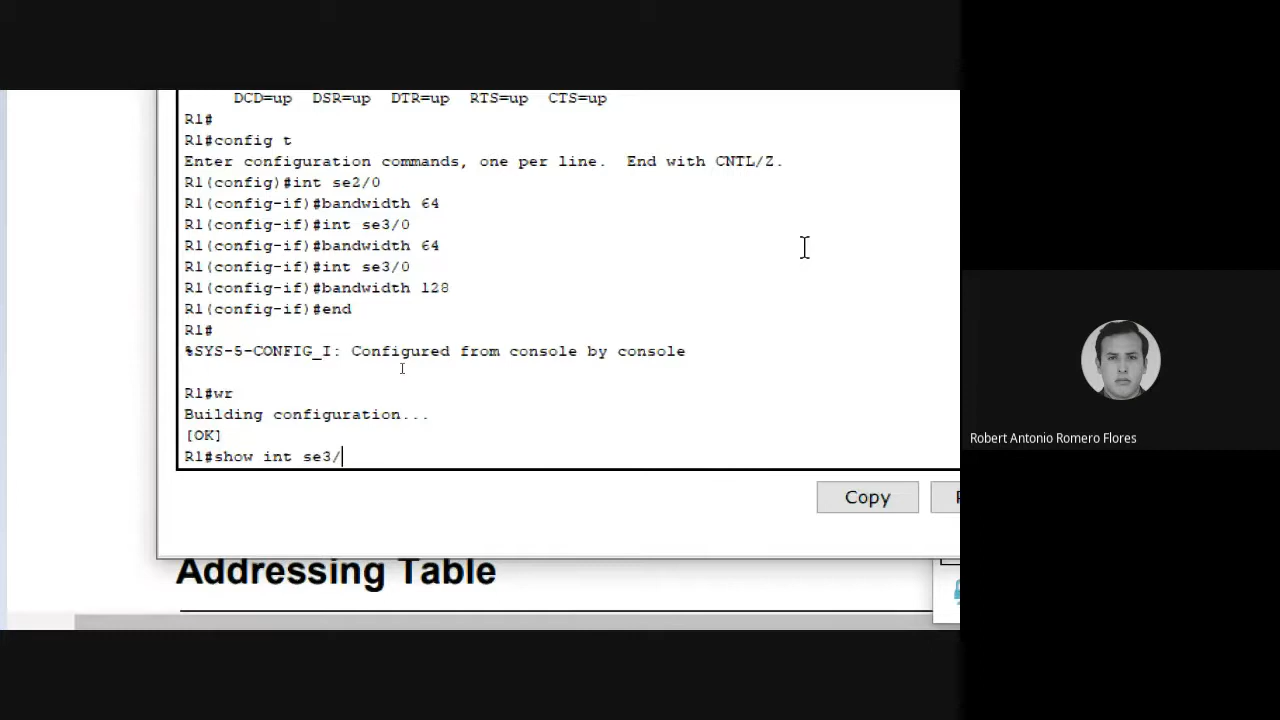 DCD=up  DSR=up  DTR=up  RTS=up  CTS=up
R1#
R1#config t
Enter configuration commands, one per line.  End with CNTL/Z.
R1(config)#int se2/0
R1(config-if)#bandwidth 64
R1(config-if)#int se3/0
R1(config-if)#bandwidth 64
R1(config-if)#int se3/0
R1(config-if)#bandwidth 128
R1(config-if)#end
R1#
%SYS-5-CONFIG_I: Configured from console by console
R1#wr
Building configuration...
[OK]
R1#show int se3/
Copy
Addressing Table
Robert Antonio Romero Flores